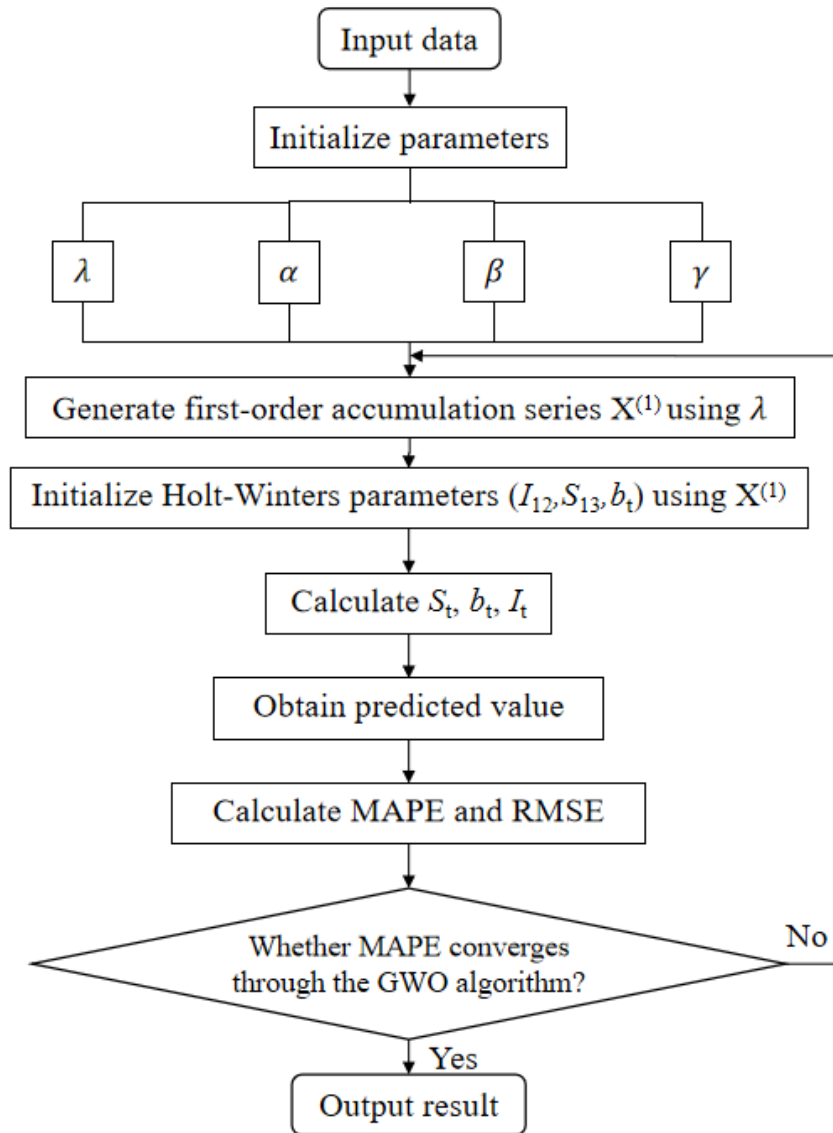 Input data
Initialize parameters
λ
α
β
γ
Generate first-order accumulation series X⁽¹⁾ using λ
Initialize Holt-Winters parameters (I₁₂,S₁₃,bₜ) using X⁽¹⁾
Calculate Sₜ, bₜ, Iₜ
Obtain predicted value
Calculate MAPE and RMSE
Whether MAPE converges
through the GWO algorithm?
No
Yes
Output result